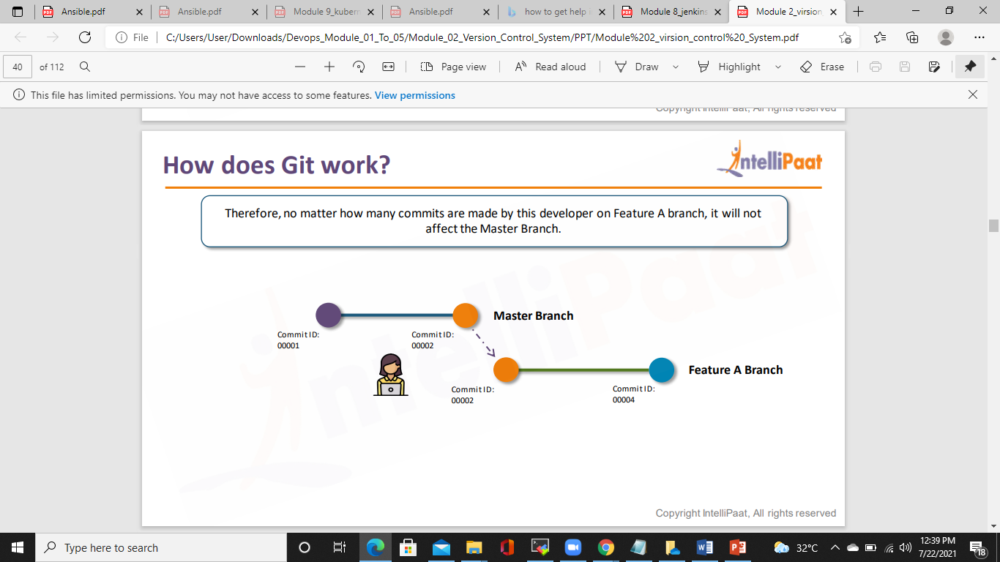 Ansible.pdf
Ansible.pdf
Module 9_kubern
Ansible.pdf
how to get help i
Module 8_jenkins
Module 2_virsion
File
C:/Users/User/Downloads/Devops_Module_01_To_05/Module_02_Version_Control_System/PPT/Module%202_virsion_control%20_System.pdf
40 of 112
Page view
Read aloud
Draw
Highlight
Erase
This file has limited permissions. You may not have access to some features. View permissions
Copyright IntelliPaat, All rights reserved
How does Git work?
IntelliPaat
Therefore, no matter how many commits are made by this developer on Feature A branch, it will not
affect the Master Branch.
Master Branch
Commit ID:
00001
Commit ID:
00002
Feature A Branch
Commit ID:
00002
Commit ID:
00004
IntelliPaat
Copyright IntelliPaat, All rights reserved
Type here to search
32°C
12:39 PM
7/22/2021
18